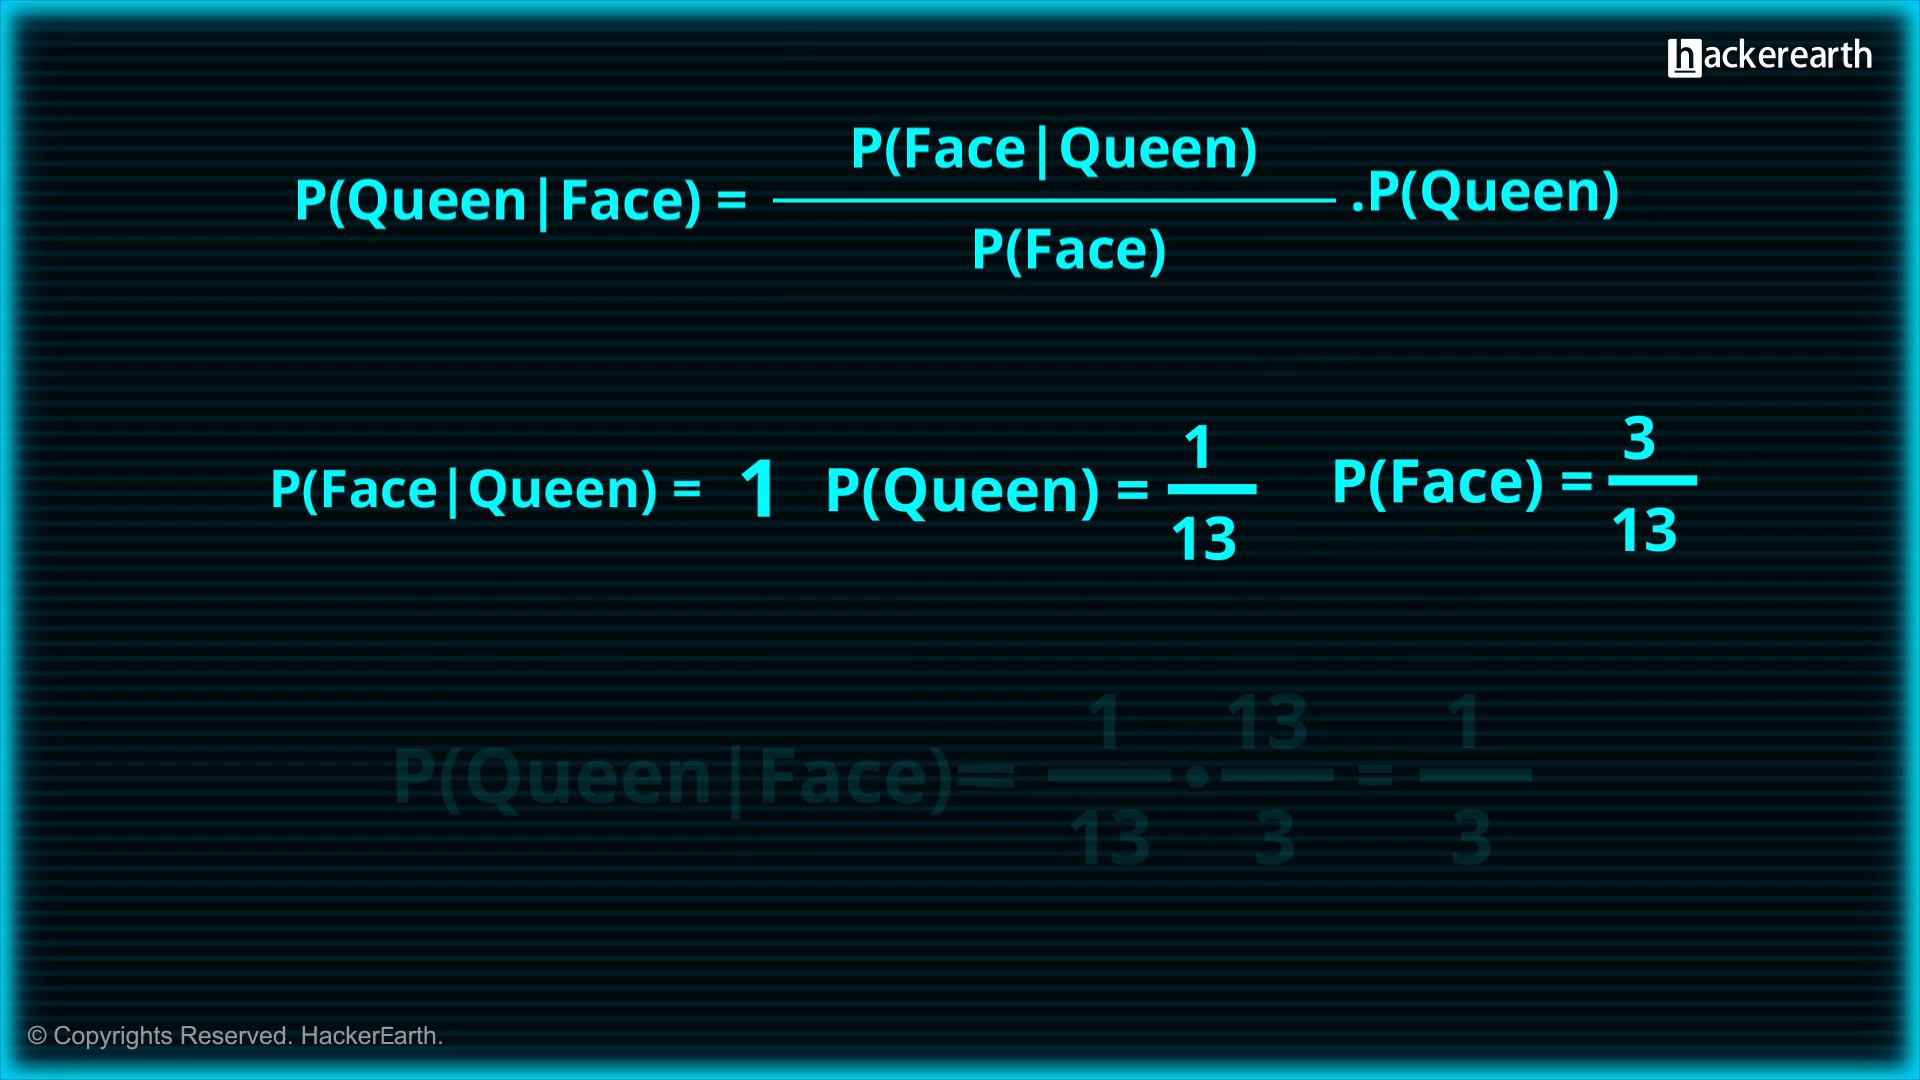 hackerearth
P(Face|Queen)
P(Queen|Face) = .P(Queen)
P(Face)
1 3
P(Face|Queen) = 1 P(Queen) = P(Face) =
13 13
1 13 1
P(Queen|Face)= • =
13 3 3
© Copyrights Reserved. HackerEarth.